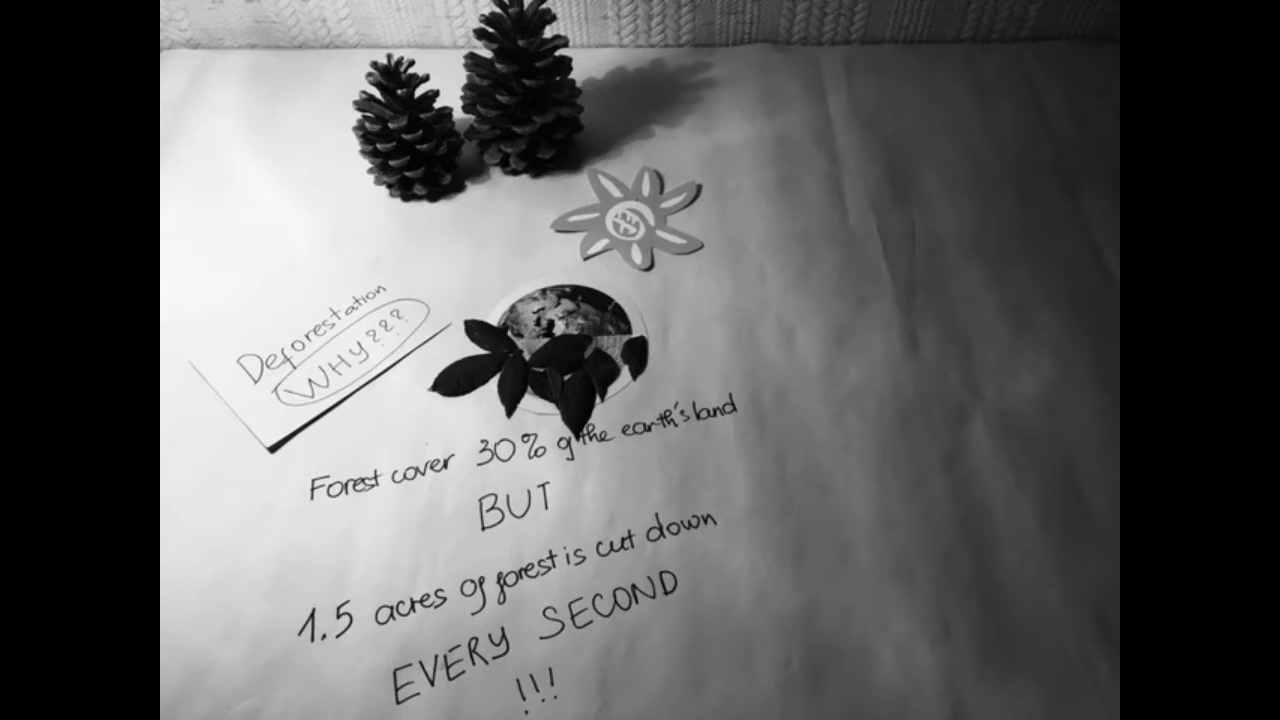 Deforestation
WHY???
Forest cover 30% of the earth's land
BUT
1.5 acres of forest is cut down
EVERY SECOND
!!!